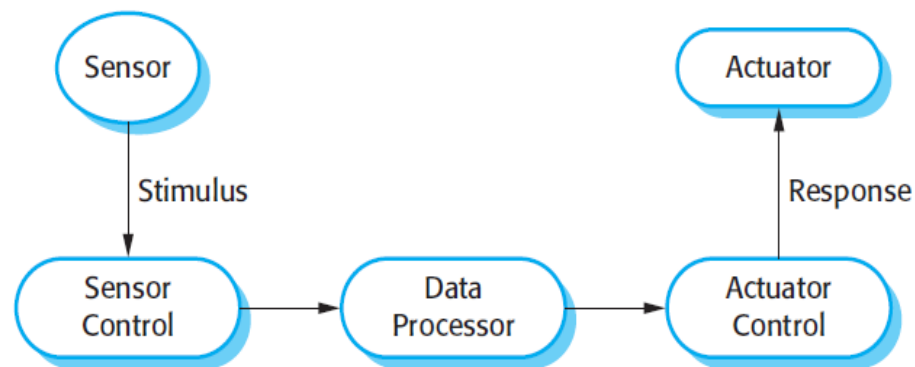 Sensor
Actuator
Stimulus
Response
Sensor
Control
Data
Processor
Actuator
Control